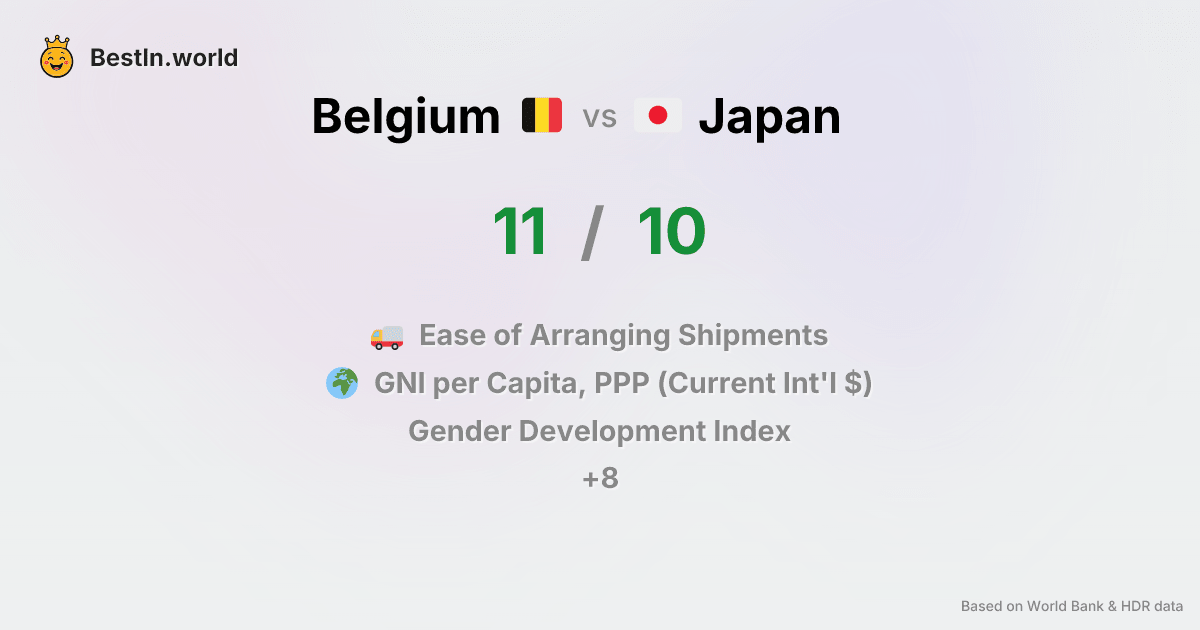 BestIn.world
Belgium vs Japan
11 / 10
Ease of Arranging Shipments
GNI per Capita, PPP (Current Int'l $)
Gender Development Index
+8
Based on World Bank & HDR data